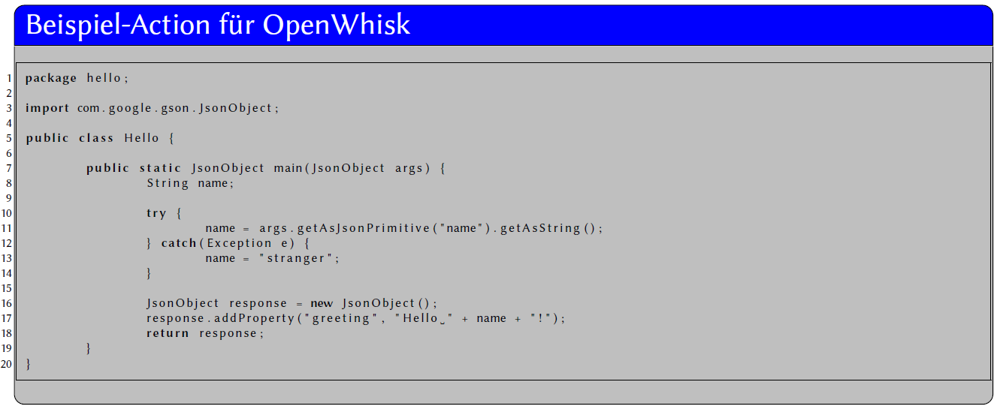 Beispiel-Action für OpenWhisk
1 package hello;
2
3 import com.google.gson.JsonObject;
4
5 public class Hello {
6
7 public static JsonObject main(JsonObject args) {
8 String name;
9
10 try {
11 name = args.getAsJsonPrimitive("name").getAsString();
12 } catch(Exception e) {
13 name = "stranger";
14 }
15
16 JsonObject response = new JsonObject();
17 response.addProperty("greeting", "Hello␣" + name + "!");
18 return response;
19 }
20 }